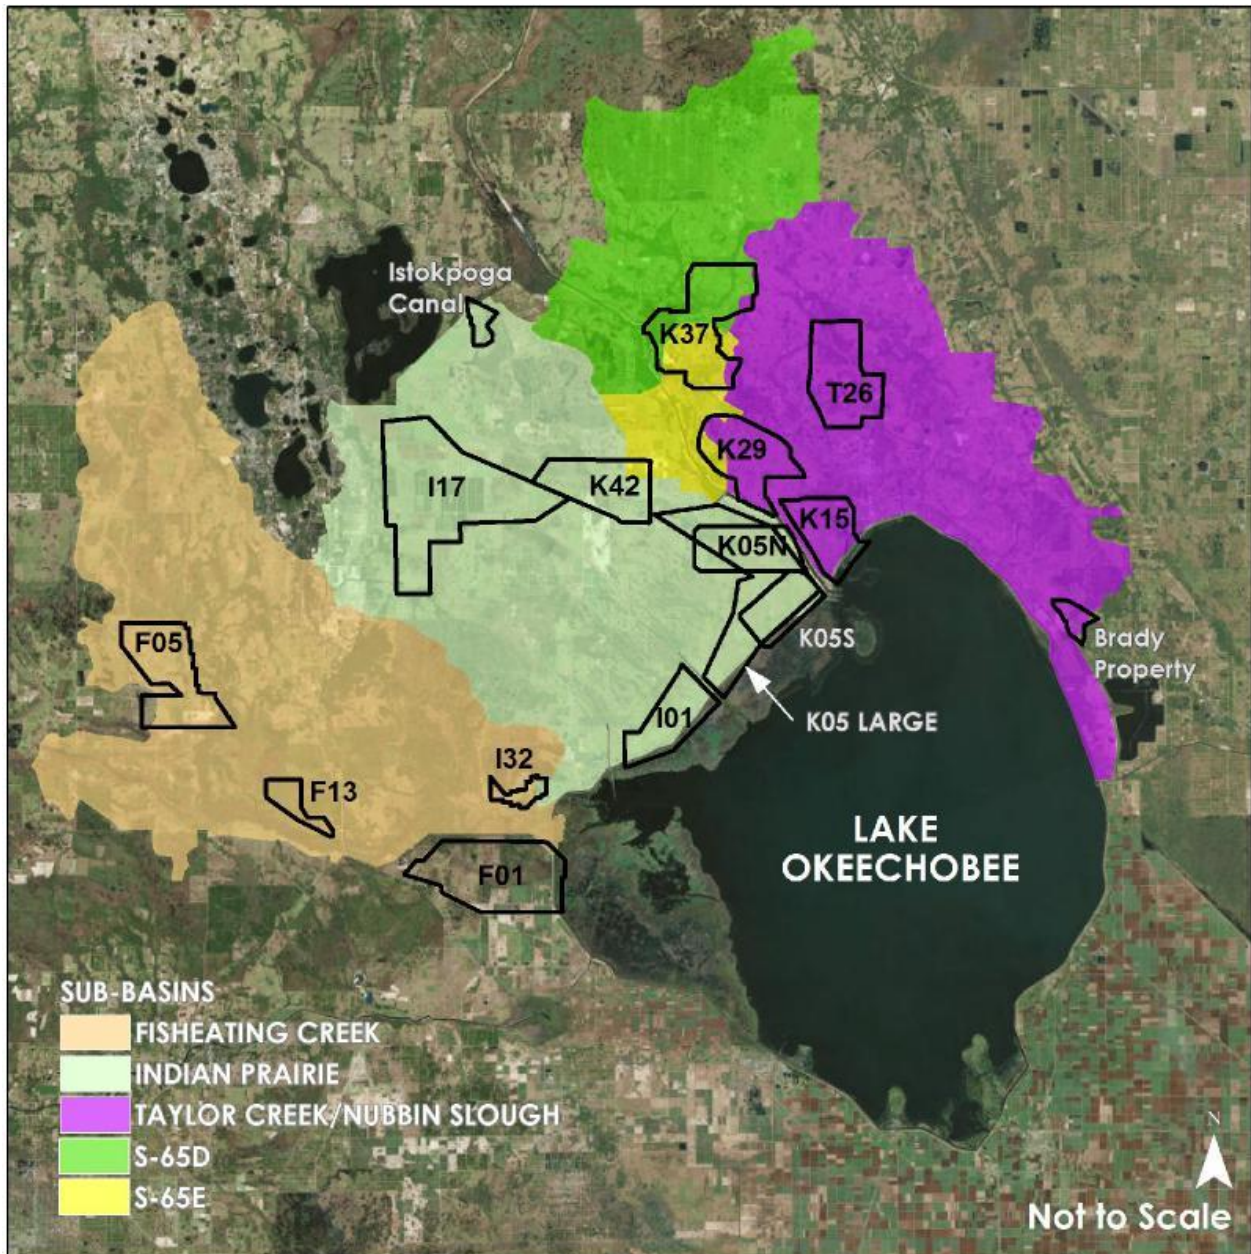 Istokpoga
Canal
K37
T26
K29
I17
K42
K15
K05N
F05
K05S
Brady
Property
I01
K05 LARGE
I32
F13
LAKE
OKEECHOBEE
F01
SUB-BASINS
FISHEATING CREEK
INDIAN PRAIRIE
TAYLOR CREEK/NUBBIN SLOUGH
S-65D
S-65E
N
Not to Scale